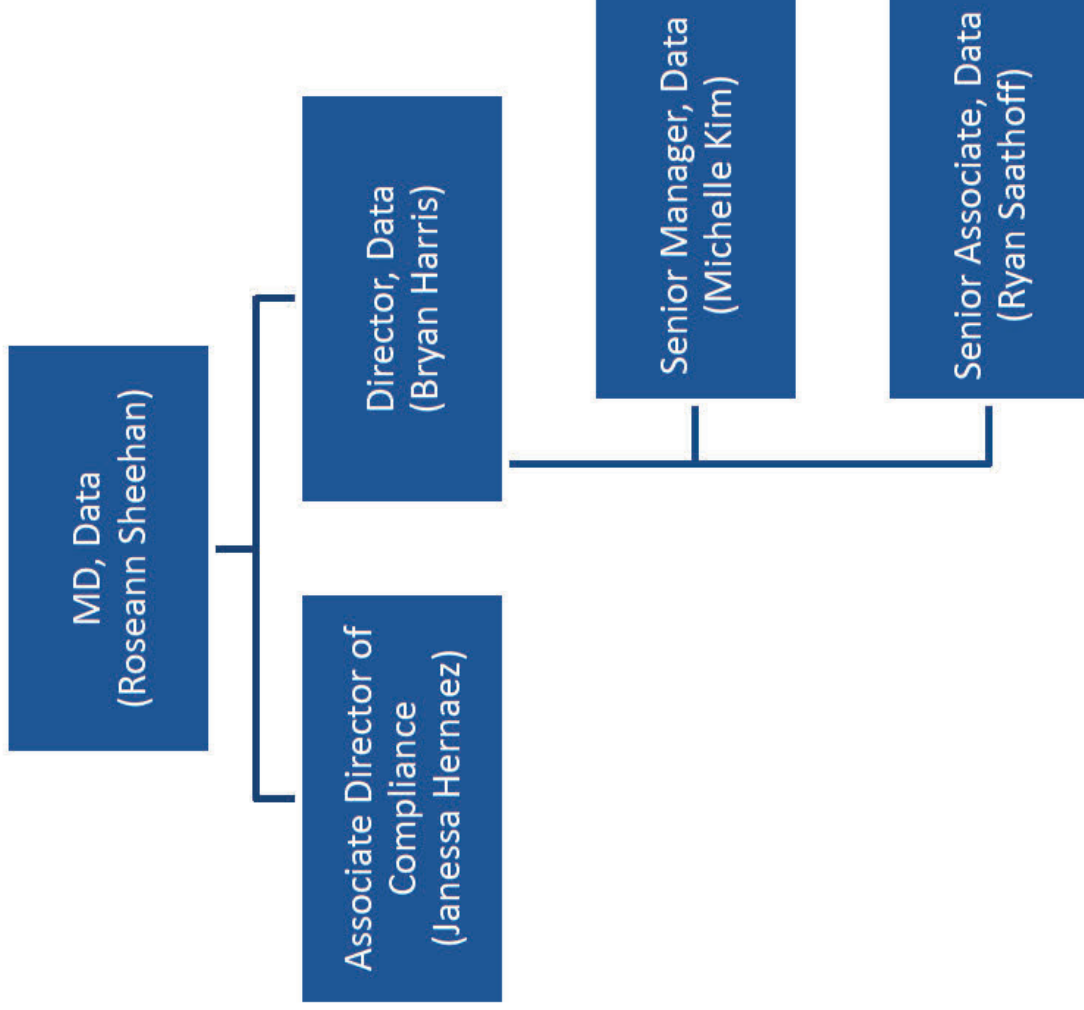 MD, Data
(Roseann Sheehan)
Associate Director of
Compliance
(Janessa Hernaez)
Director, Data
(Bryan Harris)
Senior Manager, Data
(Michelle Kim)
Senior Associate, Data
(Ryan Saathoff)